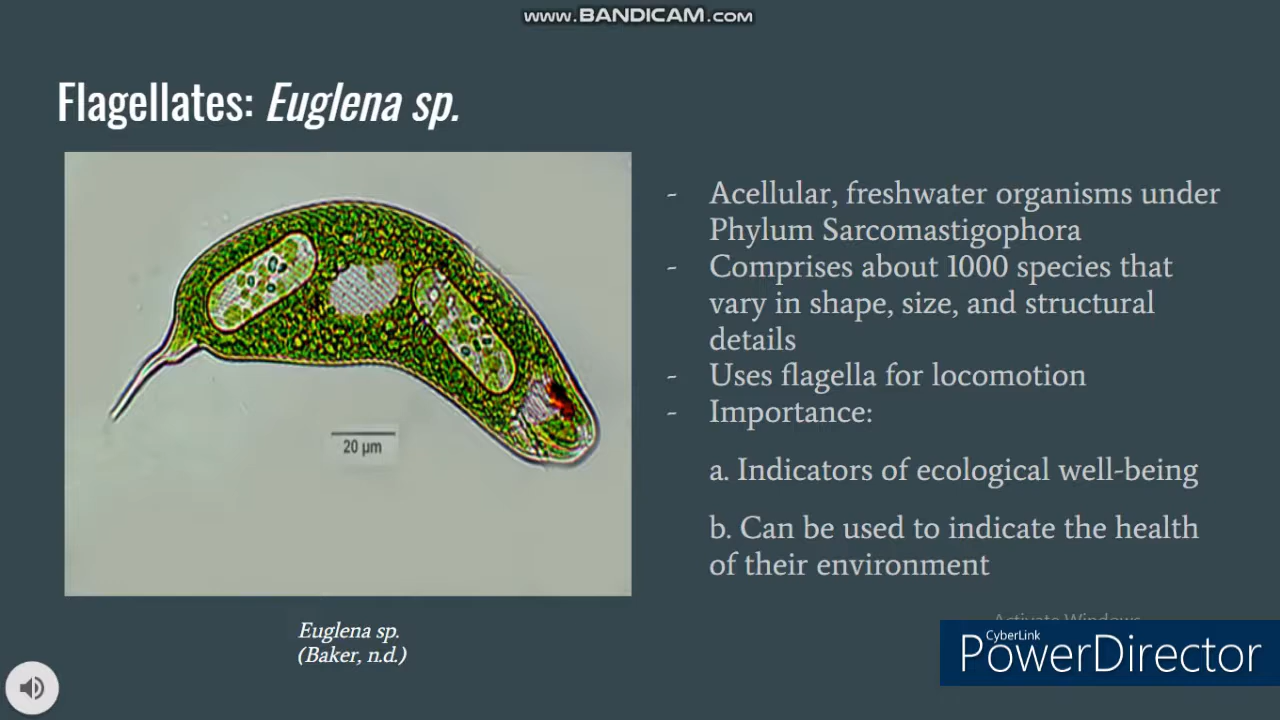 www.BANDICAM.com
Flagellates: Euglena sp.
- Acellular, freshwater organisms under
Phylum Sarcomastigophora
- Comprises about 1000 species that
vary in shape, size, and structural
details
- Uses flagella for locomotion
- Importance:
a. Indicators of ecological well-being
b. Can be used to indicate the health
of their environment
20 µm
Euglena sp.
(Baker, n.d.)
Activate Windows
CyberLink
PowerDirector